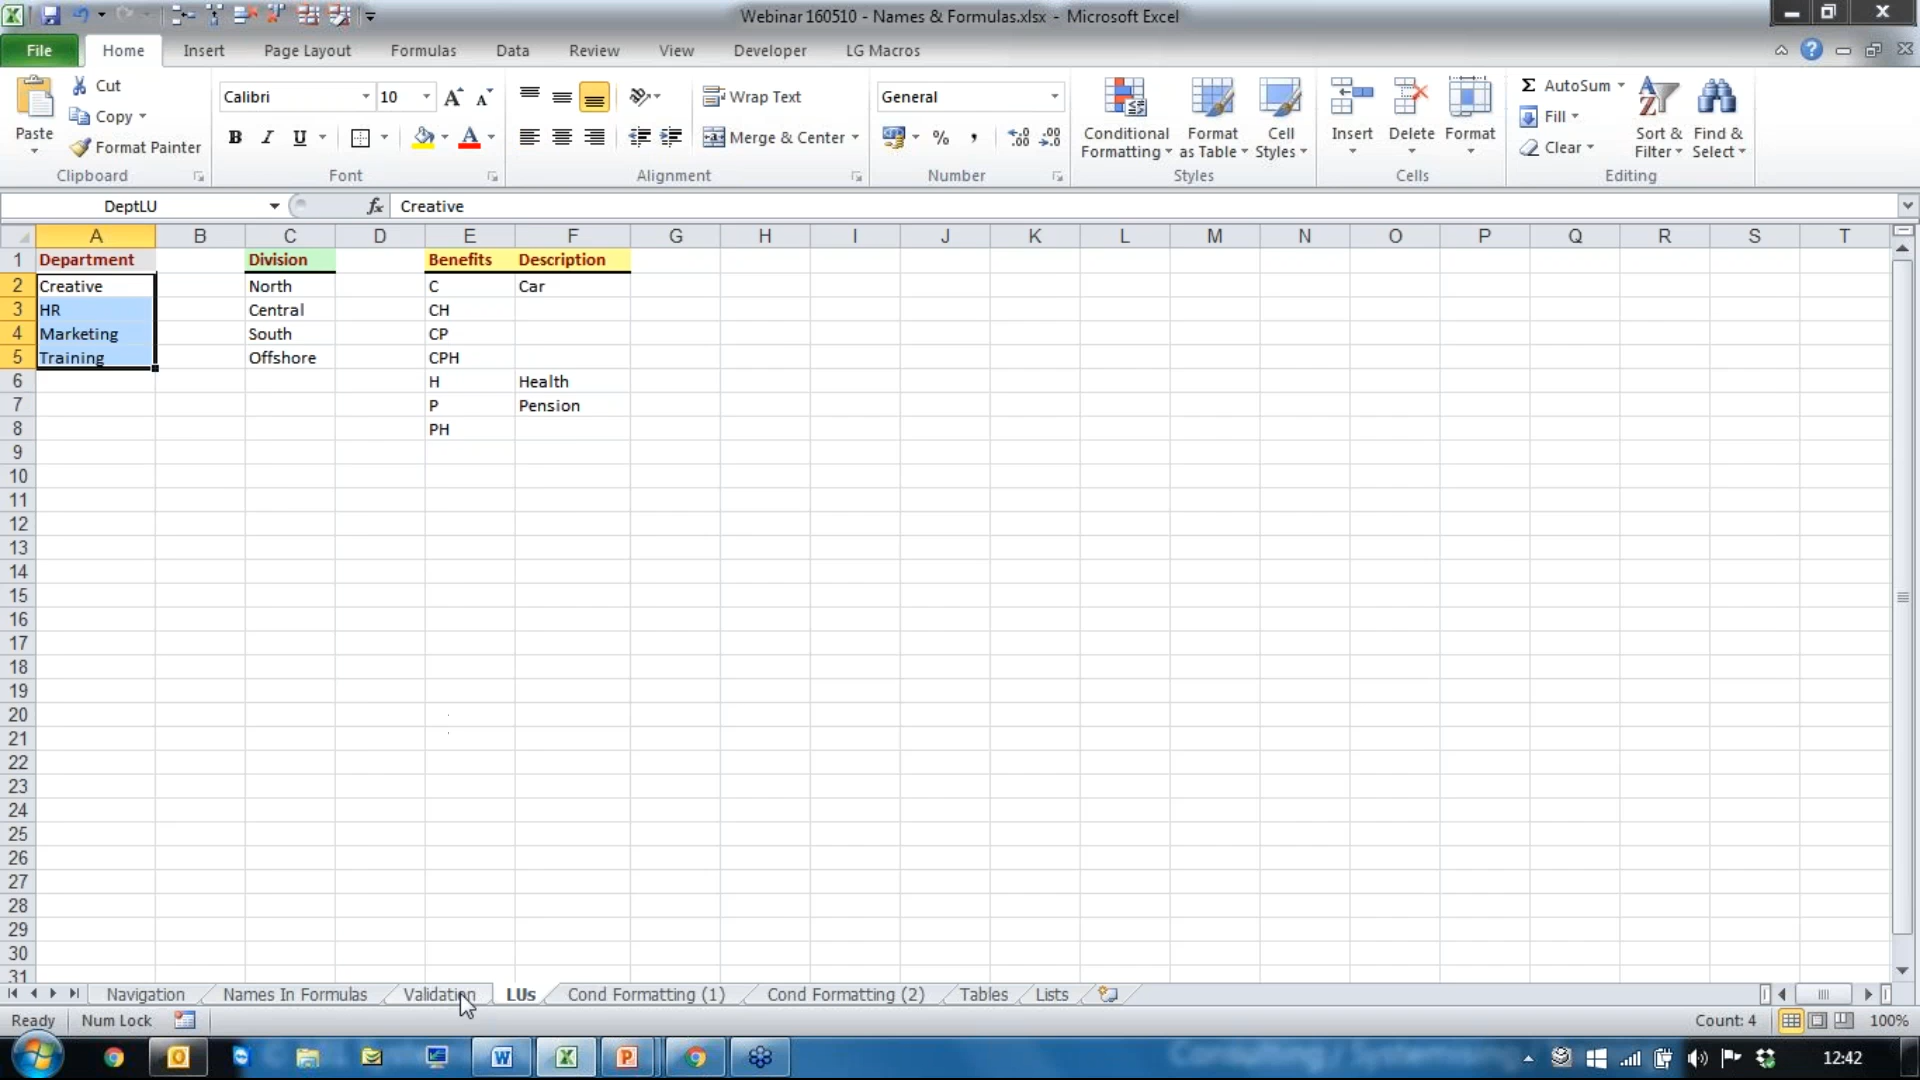 Webinar 160510 - Names & Formulas.xlsx - Microsoft Excel
File Home Insert Page Layout Formulas Data Review View Developer LG Macros
Paste Cut Copy Format Painter Clipboard
Calibri 10 B I U Font
Wrap Text Merge & Center Alignment
General % , Number
Conditional Formatting Format as Table Cell Styles Styles
Insert Delete Format Cells
Σ AutoSum Fill Clear Sort & Filter Find & Select Editing
DeptLU fx Creative
A B C D E F G H I J K L M N O P Q R S T
1 Department Division Benefits Description
2 Creative North C Car
3 HR Central CH
4 Marketing South CP
5 Training Offshore CPH
6 H Health
7 P Pension
8 PH
9
10
11
12
13
14
15
16
17
18
19
20
21
22
23
24
25
26
27
28
29
30
31
Navigation Names In Formulas Validation LUs Cond Formatting (1) Cond Formatting (2) Tables Lists
Ready Num Lock Count: 4 100%
12:42